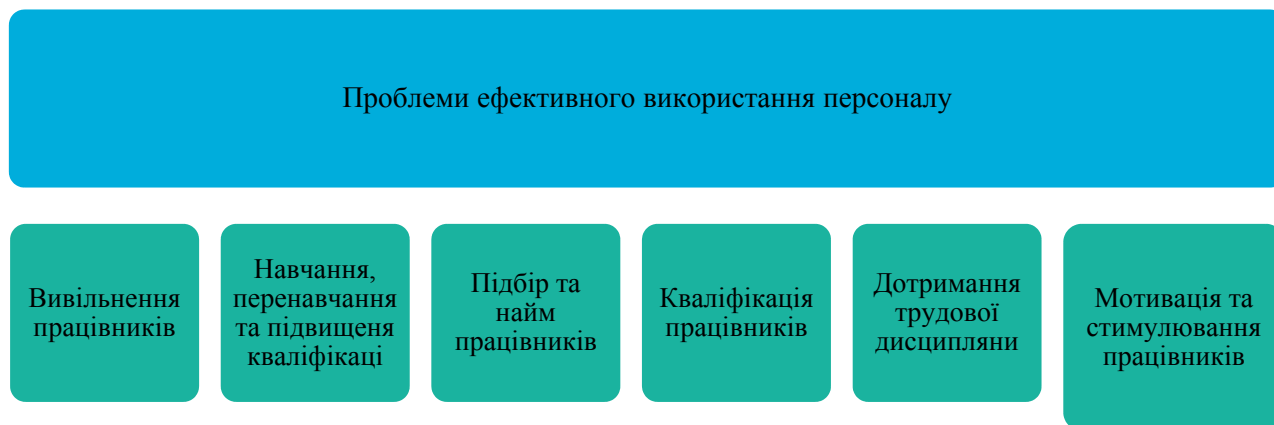 Проблеми ефективного використання персоналу
Вивільнення
працівників
Навчання,
перенавчання
та підвищеня
кваліфікаці
Підбір та
найм
працівників
Кваліфікація
працівників
Дотримання
трудової
дисципляни
Мотивація та
стимулювання
працівників